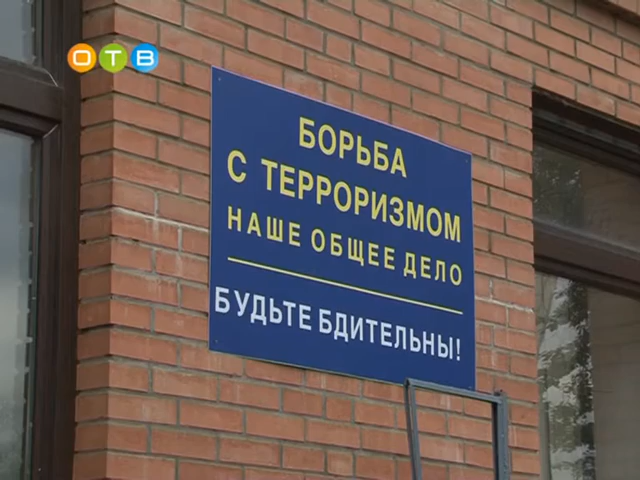 ОТВ
БОРЬБА
С ТЕРРОРИЗМОМ
НАШЕ ОБЩЕЕ ДЕЛО
БУДЬТЕ БДИТЕЛЬНЫ!